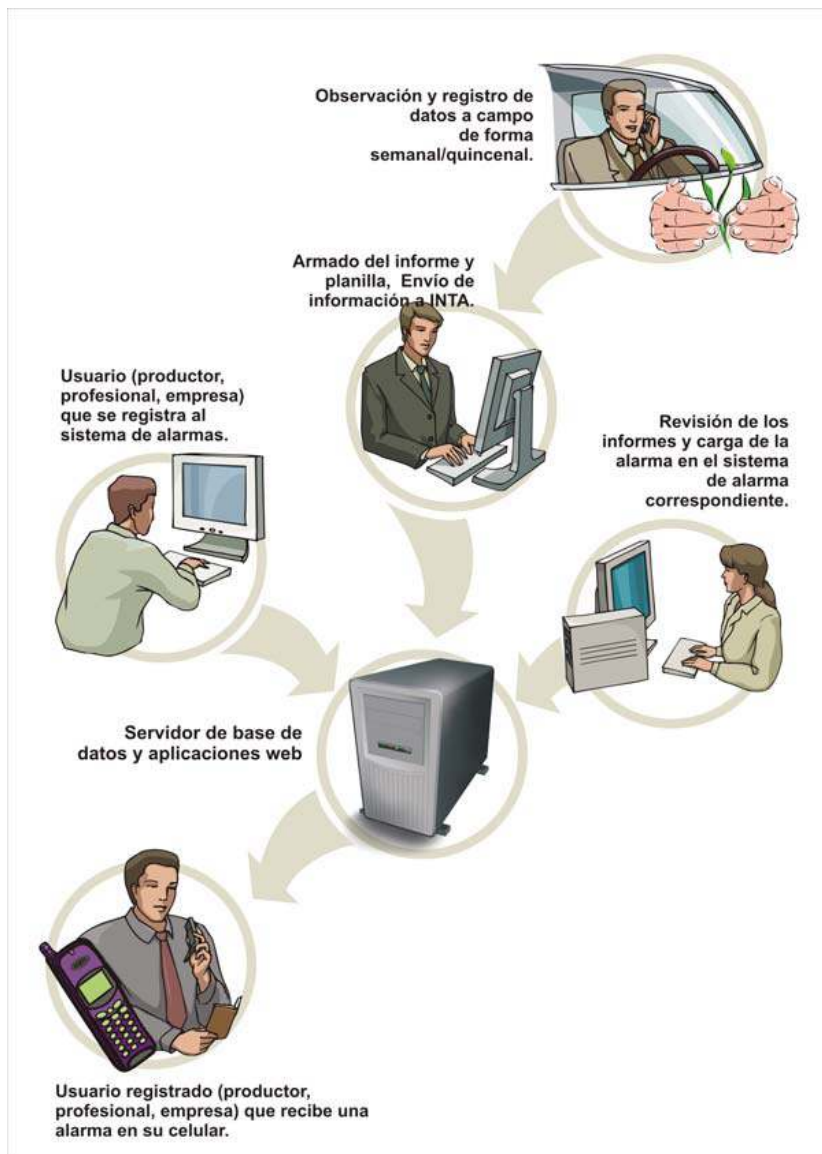 Observación y registro de
datos a campo
de forma
semanal/quincenal.
Armado del informe y
planilla, Envío de
información a INTA.
Usuario (productor,
profesional, empresa)
que se registra al
sistema de alarmas.
Revisión de los
informes y carga de la
alarma en el sistema
de alarma
correspondiente.
Servidor de base de
datos y aplicaciones web
Usuario registrado (productor,
profesional, empresa) que recibe una
alarma en su celular.